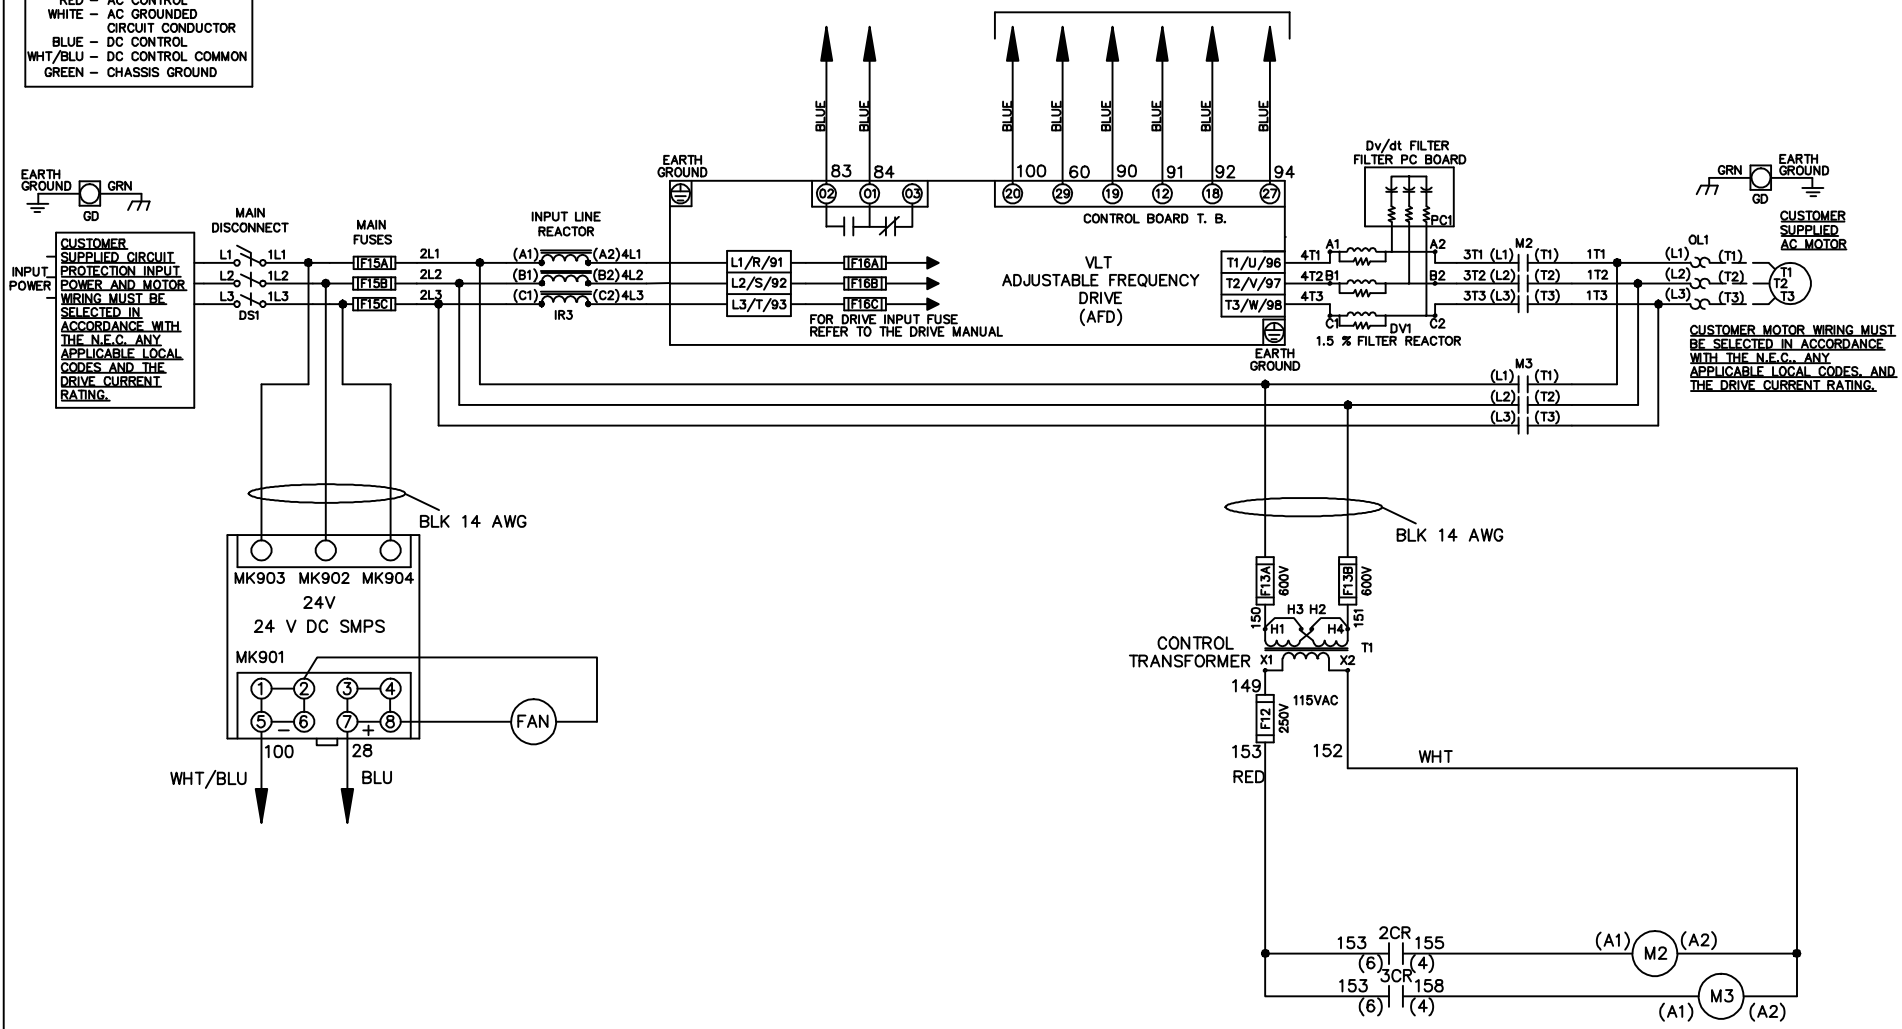 RED – AC CONTROL
WHITE – AC GROUNDED
CIRCUIT CONDUCTOR
BLUE – DC CONTROL
WHT/BLU – DC CONTROL COMMON
GREEN – CHASSIS GROUND
BLUE
BLUE
BLUE
BLUE
BLUE
BLUE
BLUE
BLUE
EARTH
GROUND
GRN
GD
EARTH
GROUND
83 84
02 01 03
100 60 90 91 92 94
20 29 19 12 18 27
CONTROL BOARD T. B.
Dv/dt FILTER
FILTER PC BOARD
PC1
GRN
GD
EARTH
GROUND
CUSTOMER
SUPPLIED
AC MOTOR
INPUT
POWER
CUSTOMER
SUPPLIED CIRCUIT
PROTECTION INPUT
POWER AND MOTOR
WIRING MUST BE
SELECTED IN
ACCORDANCE WITH
THE N.E.C. ANY
APPLICABLE LOCAL
CODES AND THE
DRIVE CURRENT
RATING.
MAIN
DISCONNECT
L1 1L1
L2 1L2
L3 1L3
DS1
MAIN
FUSES
F15A
F15B
F15C
2L1
2L2
2L3
INPUT LINE
REACTOR
(A1) (A2) 4L1
(B1) (B2) 4L2
(C1) (C2) 4L3
IR3
L1/R/91
L2/S/92
L3/T/93
F16A
F16B
F16C
FOR DRIVE INPUT FUSE
REFER TO THE DRIVE MANUAL
VLT
ADJUSTABLE FREQUENCY
DRIVE
(AFD)
T1/U/96
T2/V/97
T3/W/98
EARTH
GROUND
4T1 A1 A2
4T2 B1 B2
4T3 C1 C2
DV1
1.5 % FILTER REACTOR
M2
3T1 (L1) (T1) 1T1
3T2 (L2) (T2) 1T2
3T3 (L3) (T3) 1T3
OL1
(L1) (T1)
(L2) (T2)
(L3) (T3)
T1
T2
T3
CUSTOMER MOTOR WIRING MUST
BE SELECTED IN ACCORDANCE
WITH THE N.E.C., ANY
APPLICABLE LOCAL CODES, AND
THE DRIVE CURRENT RATING.
M3
(L1) (T1)
(L2) (T2)
(L3) (T3)
BLK 14 AWG
MK903 MK902 MK904
24V
24 V DC SMPS
MK901
1 2 3 4
5 – 6 7 + 8
FAN
100 28
WHT/BLU BLU
BLK 14 AWG
F13A
600V
F13B
600V
150
151
H3 H2
H1 H4
T1
CONTROL
TRANSFORMER
X1 X2
149
115VAC
F12
250V
153 152
RED
WHT
2CR
153 155
(6) (4)
(A1) M2 (A2)
3CR
153 158
(6) (4)
(A1) M3 (A2)